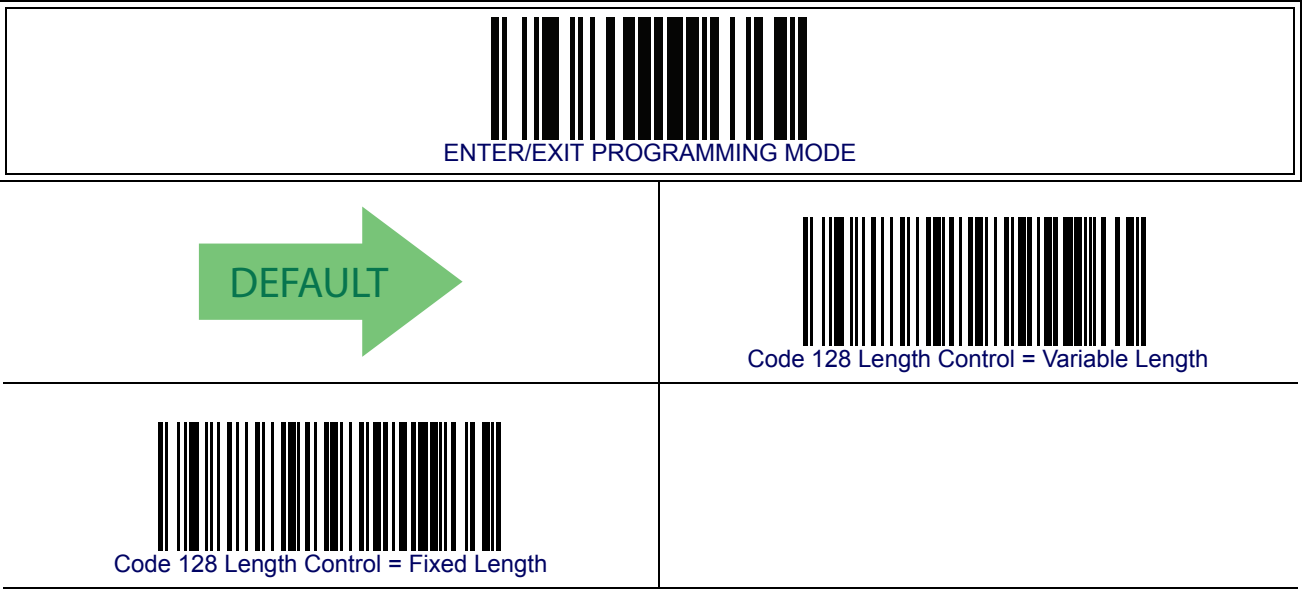 ENTER/EXIT PROGRAMMING MODE
DEFAULT
Code 128 Length Control = Variable Length
Code 128 Length Control = Fixed Length